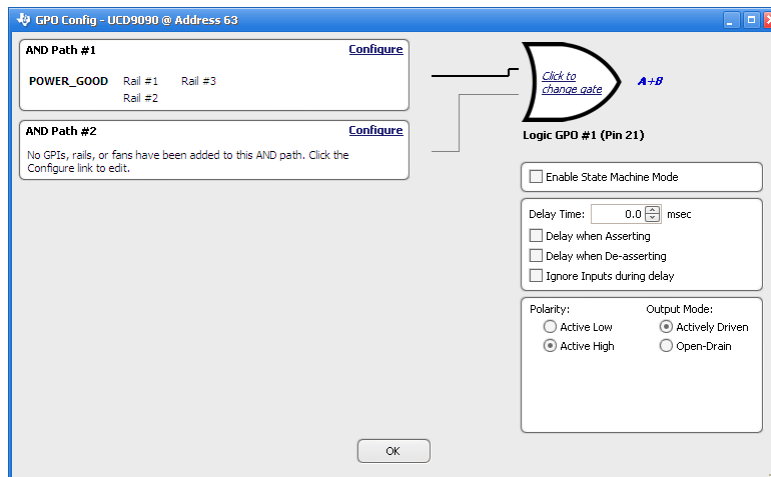 GPO Config - UCD9090 @ Address 63
AND Path #1 Configure
POWER_GOOD Rail #1 Rail #3
Rail #2
AND Path #2 Configure
No GPIs, rails, or fans have been added to this AND path. Click the
Configure link to edit.
Click to
change gate
A+B
Logic GPO #1 (Pin 21)
Enable State Machine Mode
Delay Time: 0.0 msec
Delay when Asserting
Delay when De-asserting
Ignore Inputs during delay
Polarity: Output Mode:
Active Low Actively Driven
Active High Open-Drain
OK